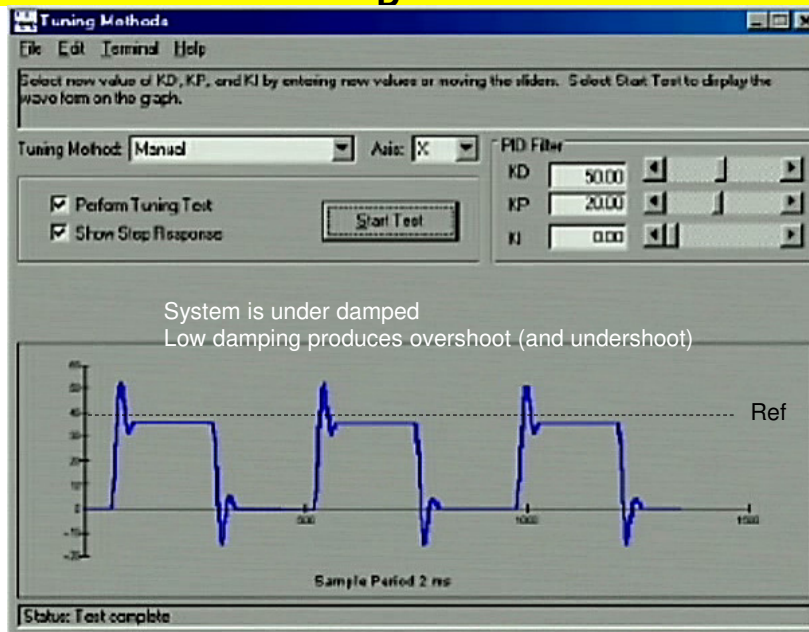 Tuning Methods
File Edit Terminal Help
Select new value of KD, KP, and KI by entering new values or moving the sliders. Select Start Test to display the
wave form on the graph.
Tuning Method: Manual
Axis: X
PID Filter
KD 50.00
KP 20.00
KI 0.00
Perform Tuning Test
Show Step Response
Start Test
System is under damped
Low damping produces overshoot (and undershoot)
60
50
40
30
20
10
0
-10
-20
500
1000
1500
Ref
Sample Period 2 ms
Status: Test complete